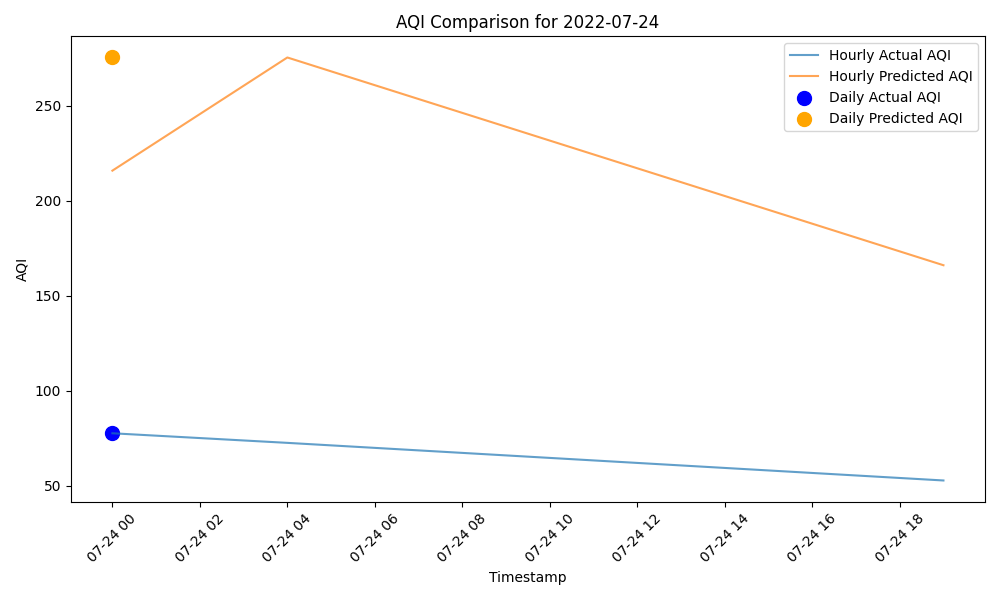 AQI Comparison for 2022-07-24
Hourly Actual AQI
Hourly Predicted AQI
Daily Actual AQI
Daily Predicted AQI
AQI
250
200
150
100
50
07-24 00
07-24 02
07-24 04
07-24 06
07-24 08
07-24 10
07-24 12
07-24 14
07-24 16
07-24 18
Timestamp